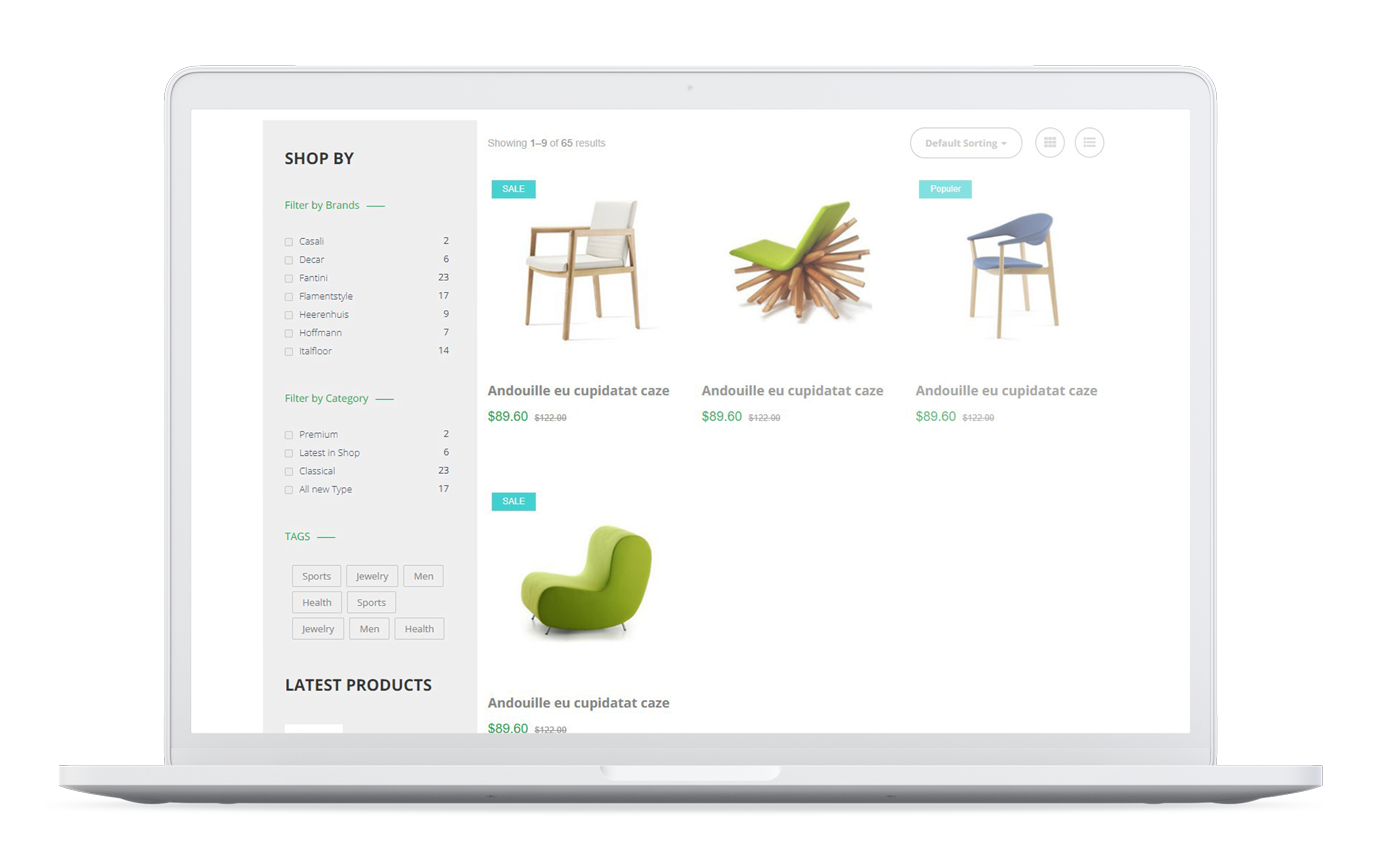 SHOP BY
Filter by Brands
Casali 2
Decar 6
Fantini 23
Flamentstyle 17
Heerenhuis 9
Hoffmann 7
Italfloor 14
Filter by Category
Premium 2
Latest in Shop 6
Classical 23
All new Type 17
TAGS
Sports Jewelry Men
Health Sports
Jewelry Men Health
LATEST PRODUCTS
Showing 1–9 of 65 results
Default Sorting
SALE
Andouille eu cupidatat caze
$89.60 $122.00
Andouille eu cupidatat caze
$89.60 $122.00
Populer
Andouille eu cupidatat caze
$89.60 $122.00
SALE
Andouille eu cupidatat caze
$89.60 $122.00